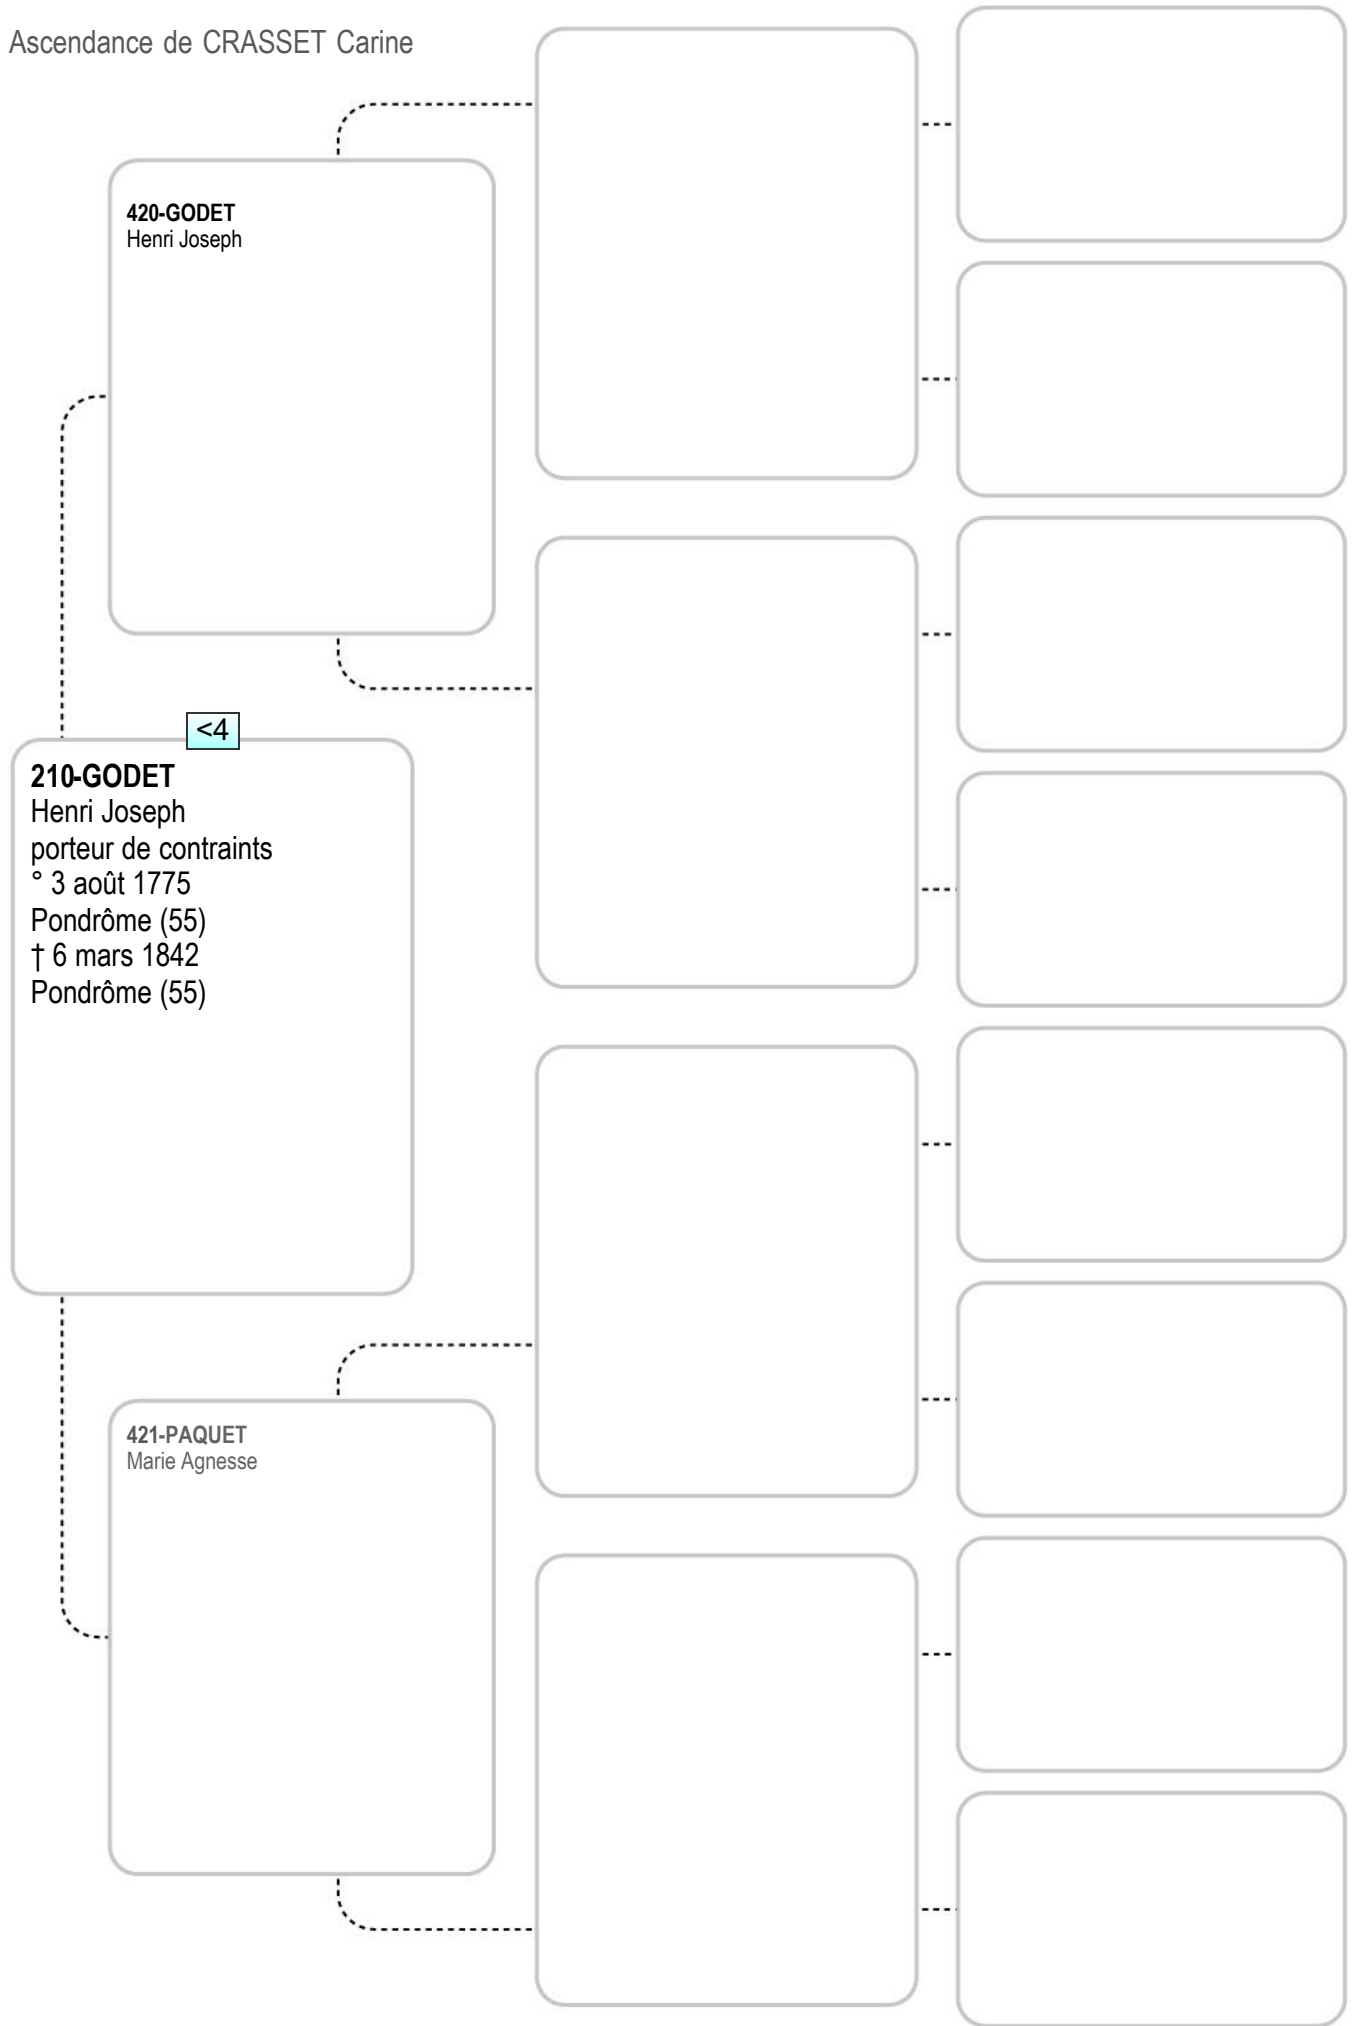 Ascendance de CRASSET Carine
420-GODET
Henri Joseph
<4
210-GODET
Henri Joseph
porteur de contraints
° 3 août 1775
Pondrôme (55)
† 6 mars 1842
Pondrôme (55)
421-PAQUET
Marie Agnesse